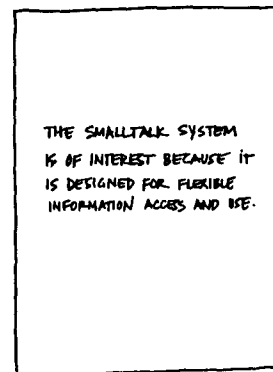 THE SMALLTALK SYSTEM
IS OF INTEREST BECAUSE IT
IS DESIGNED FOR FLEXIBLE
INFORMATION ACCESS AND USE.